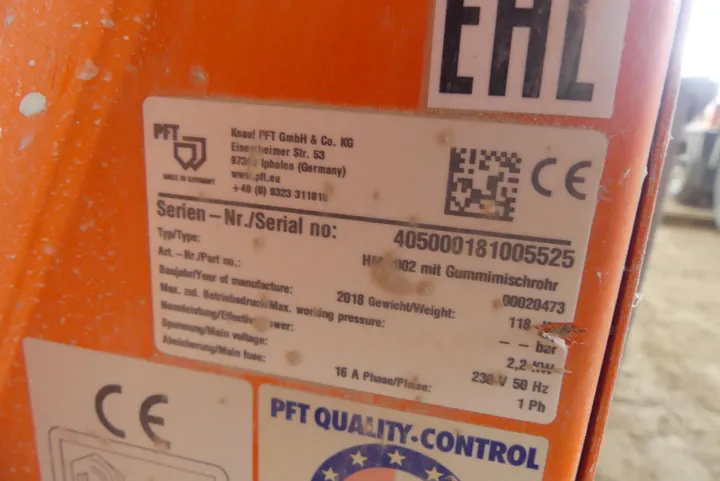 EAC
PFT
MADE IN GERMANY
Knauf PFT GmbH & Co. KG
Str. 53
Iphofen (Germany)
www.pft.eu
+49 (0) 9323 311818
CE
Serien – Nr./Serial no: 405000181005525
Typ/Type: mit Gummimischrohr
Art. – Nr./Part no.: 00020473
Baujahr/Year of manufacture: 2018 Gewicht/Weight: 118
Max. zul. Betriebsdruck/Max. working pressure: – – bar
Nennleistung/Effective power: 2,2 KW
Spannung/Main voltage: 230 V 50 Hz
Absicherung/Main fuse: 16 A Phase/Phase: 1 Ph
CE
PFT QUALITY-CONTROL